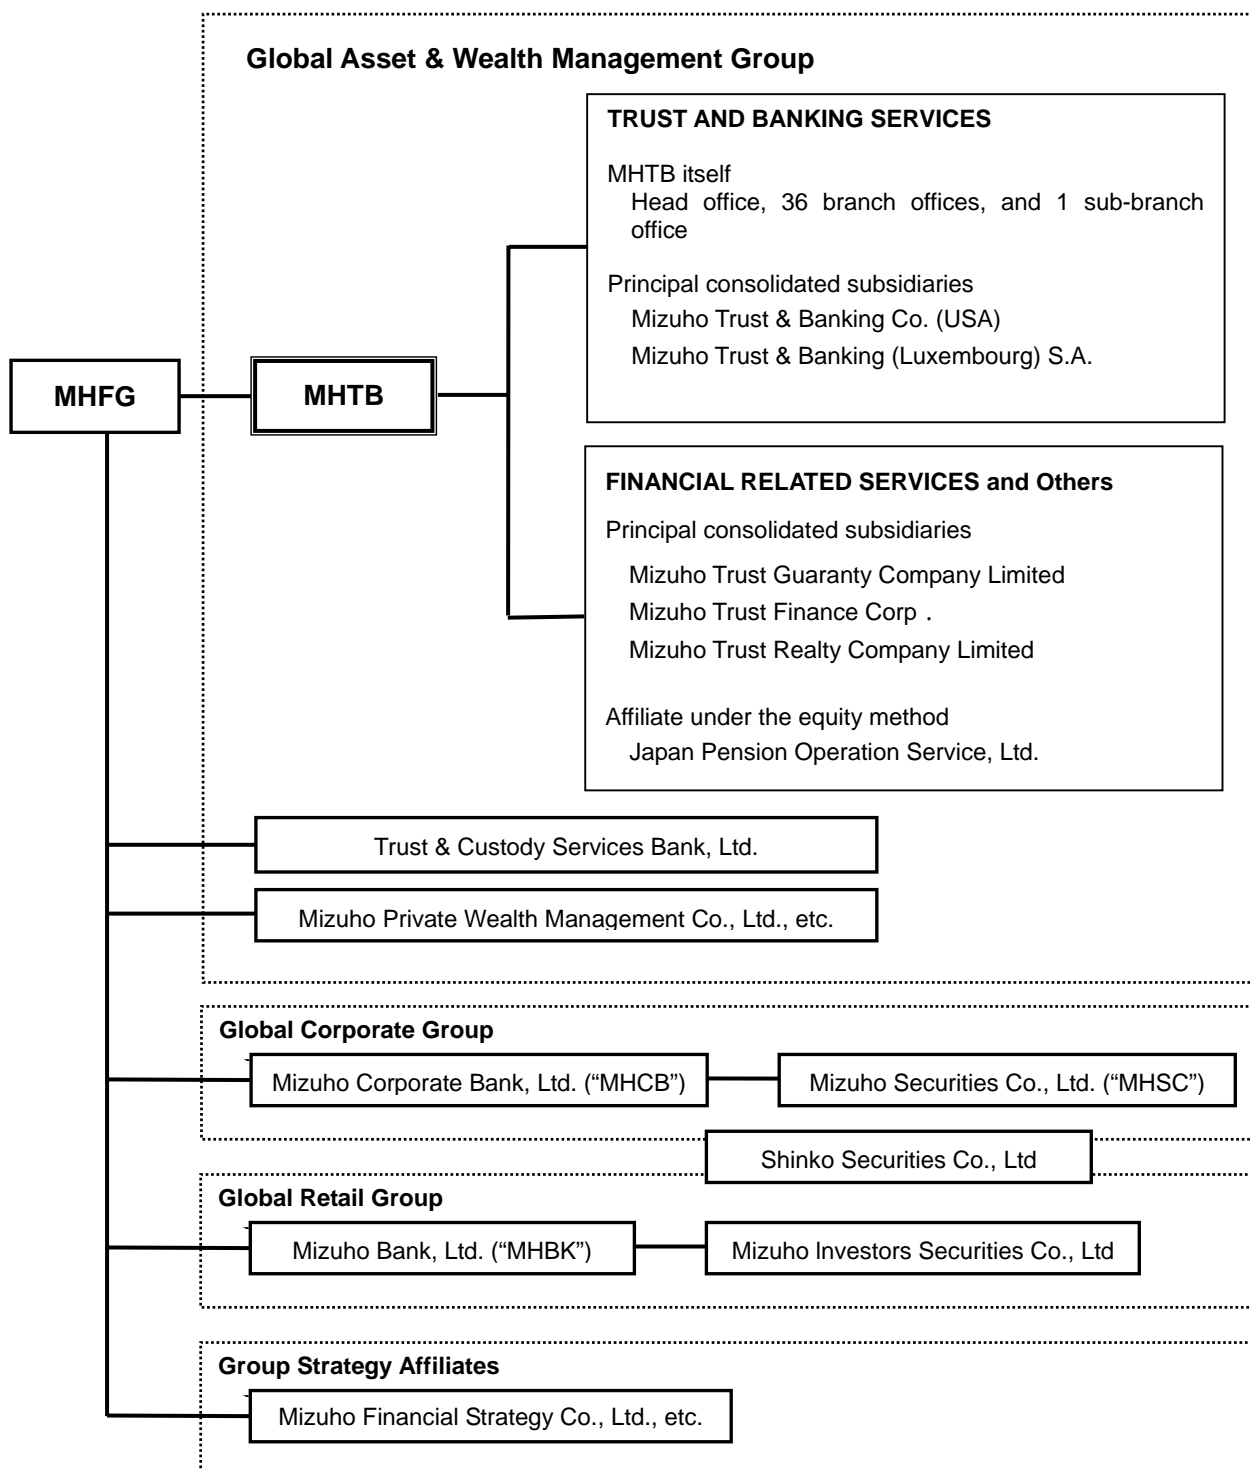 Global Asset & Wealth Management Group
TRUST AND BANKING SERVICES
MHTB itself
Head office, 36 branch offices, and 1 sub-branch
office
Principal consolidated subsidiaries
Mizuho Trust & Banking Co. (USA)
Mizuho Trust & Banking (Luxembourg) S.A.
MHFG
MHTB
FINANCIAL RELATED SERVICES and Others
Principal consolidated subsidiaries
Mizuho Trust Guaranty Company Limited
Mizuho Trust Finance Corp .
Mizuho Trust Realty Company Limited
Affiliate under the equity method
Japan Pension Operation Service, Ltd.
Trust & Custody Services Bank, Ltd.
Mizuho Private Wealth Management Co., Ltd., etc.
Global Corporate Group
Mizuho Corporate Bank, Ltd. (“MHCB”)
Mizuho Securities Co., Ltd. (“MHSC”)
Shinko Securities Co., Ltd
Global Retail Group
Mizuho Bank, Ltd. (“MHBK”)
Mizuho Investors Securities Co., Ltd
Group Strategy Affiliates
Mizuho Financial Strategy Co., Ltd., etc.